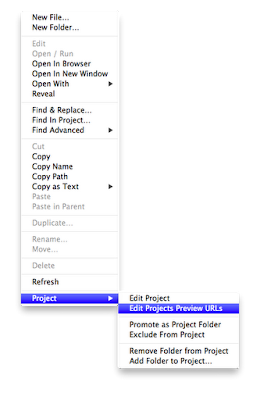 New File...
New Folder...
Edit
Open / Run
Open In Browser
Open In New Window
Open With
Reveal
Find & Replace...
Find In Project...
Find Advanced
Cut
Copy
Copy Name
Copy Path
Copy as Text
Paste
Paste in Parent
Duplicate...
Rename...
Move...
Delete
Refresh
Project
Edit Project
Edit Projects Preview URLs
Promote as Project Folder
Exclude From Project
Remove Folder from Project
Add Folder to Project...